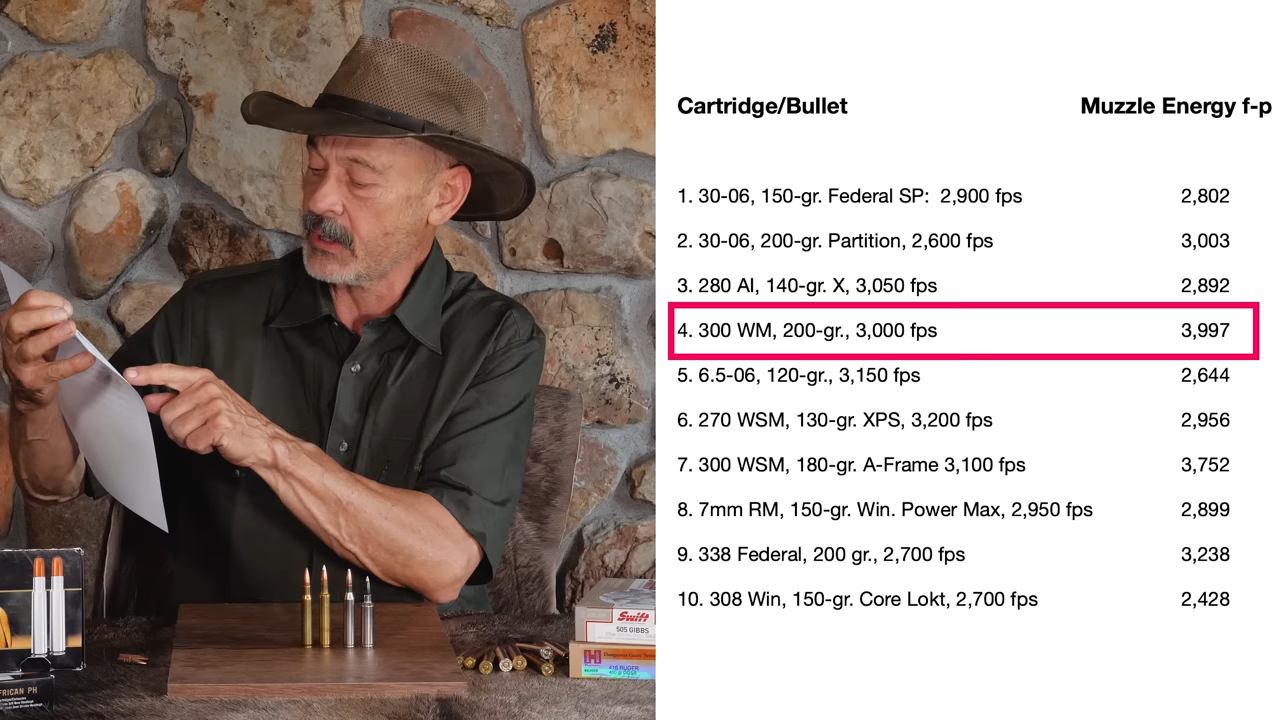 Cartridge/Bullet Muzzle Energy f-p
1. 30-06, 150-gr. Federal SP: 2,900 fps 2,802
2. 30-06, 200-gr. Partition, 2,600 fps 3,003
3. 280 AI, 140-gr. X, 3,050 fps 2,892
4. 300 WM, 200-gr., 3,000 fps 3,997
5. 6.5-06, 120-gr., 3,150 fps 2,644
6. 270 WSM, 130-gr. XPS, 3,200 fps 2,956
7. 300 WSM, 180-gr. A-Frame 3,100 fps 3,752
8. 7mm RM, 150-gr. Win. Power Max, 2,950 fps 2,899
9. 338 Federal, 200 gr., 2,700 fps 3,238
10. 308 Win, 150-gr. Core Lokt, 2,700 fps 2,428
Swift
505 GIBBS
H
416 RUGER
FRICAN PH